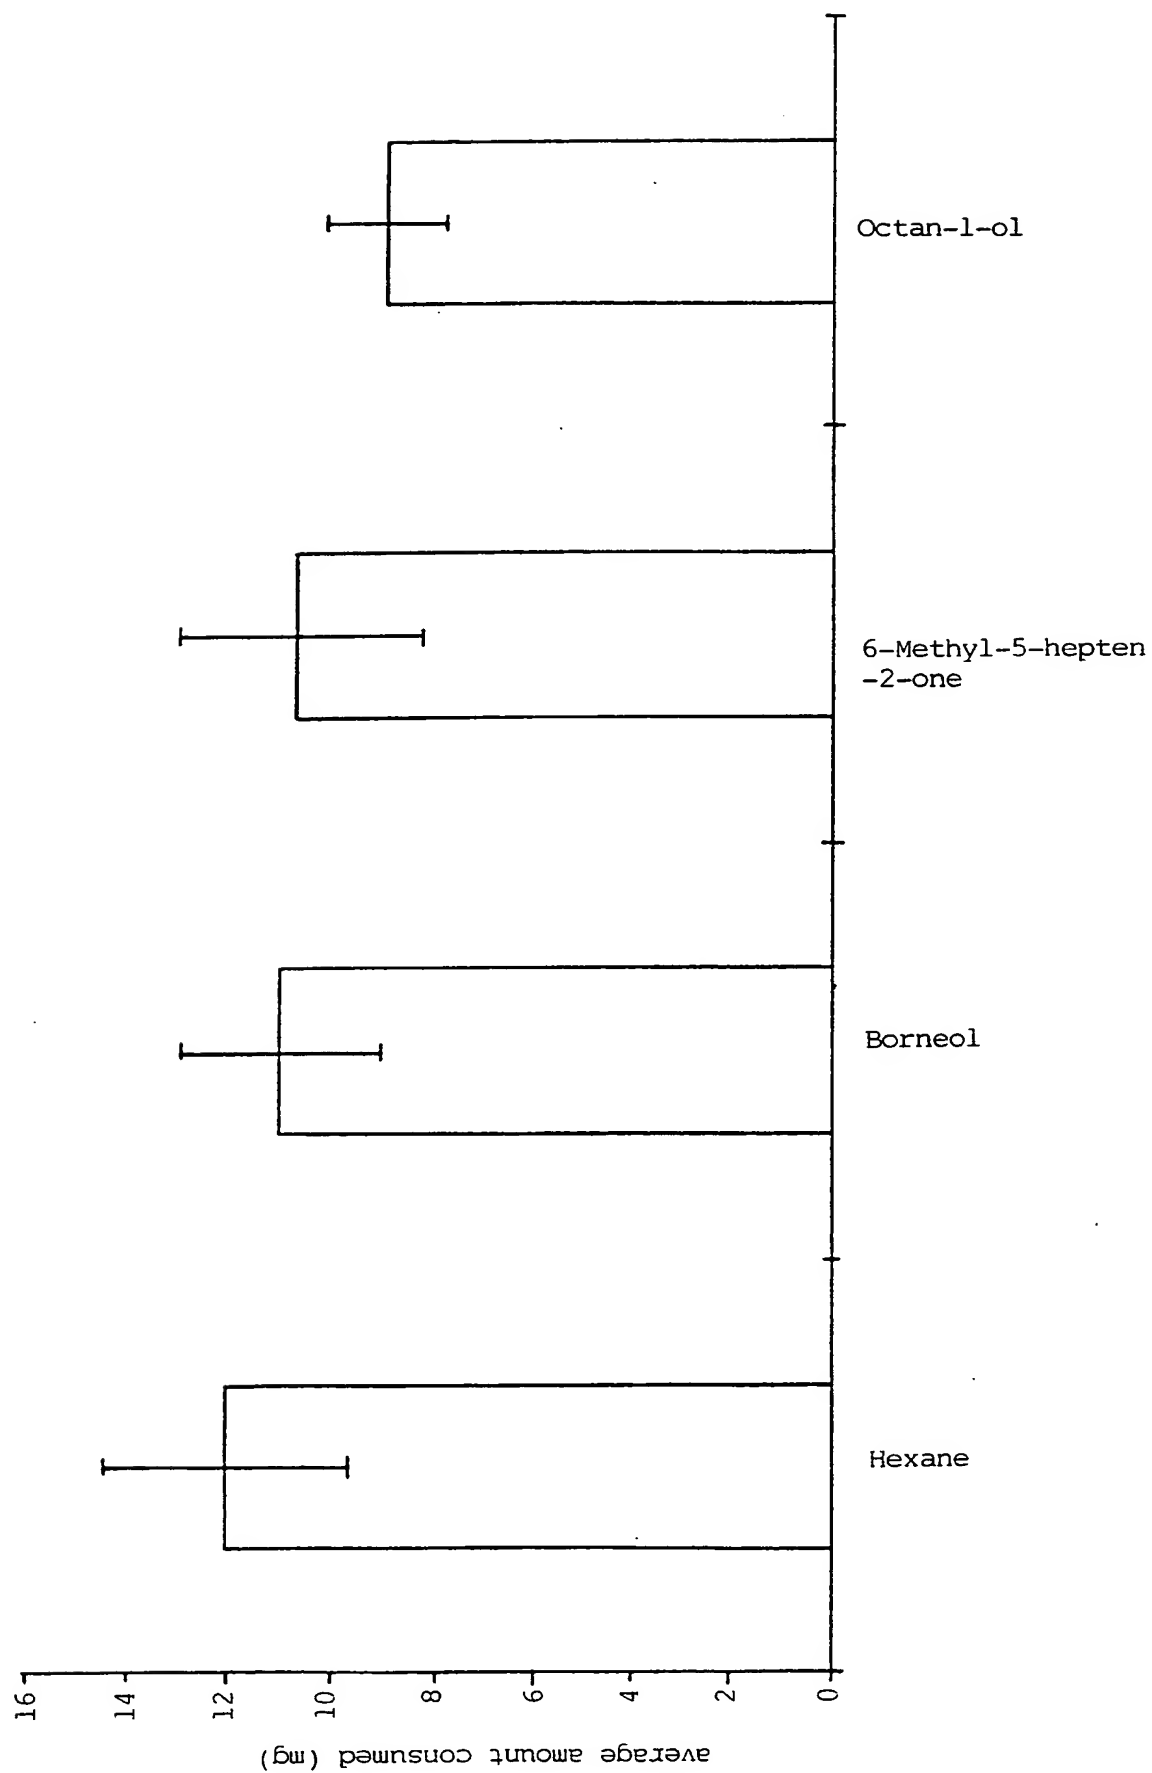 Octan-1-ol
6-Methyl-5-hepten
-2-one
Borneol
Hexane
16
14
12
10
8
6
4
2
0
average amount consumed (mg)